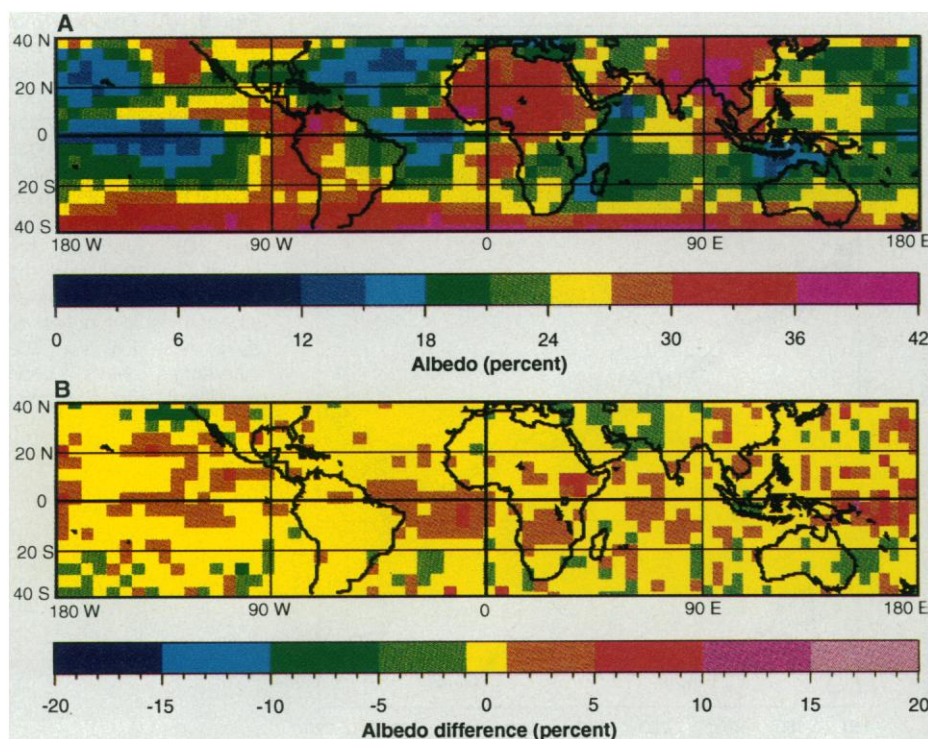 A
40 N
20 N
0
20 S
40 S
180 W 90 W 0 90 E 180 E
0 6 12 18 24 30 36 42
Albedo (percent)
B
40 N
20 N
0
20 S
40 S
180 W 90 W 0 90 E 180 E
-20 -15 -10 -5 0 5 10 15 20
Albedo difference (percent)